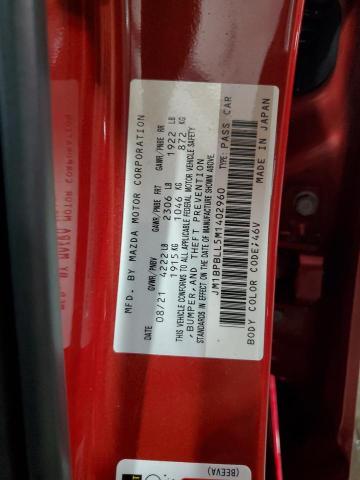 MFD. BY MAZDA MOTOR CORPORATION
DATE GVWR/PNBV GAWR/PNBE FRT GAWR/PNBE RR
08/21 4222 LB 2306 LB 1922 LB
1915 KG 1046 KG 872 KG
THIS VEHICLE CONFORMS TO ALL APPLICABLE FEDERAL MOTOR VEHICLE SAFETY
, BUMPER, AND THEFT PREVENTION
STANDARDS IN EFFECT ON THE DATE OF MANUFACTURE SHOWN ABOVE.
JM1BPBLL5M1402960 TYPE: PASS CAR
BODY COLOR CODE:46V MADE IN JAPAN
(BEEVA)